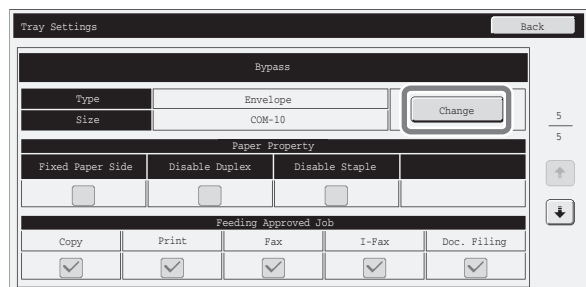 Tray Settings Back
Bypass
Type Envelope Change
Size COM-10
5
5
Paper Property
Fixed Paper Side Disable Duplex Disable Staple
Feeding Approved Job
Copy Print Fax I-Fax Doc. Filing